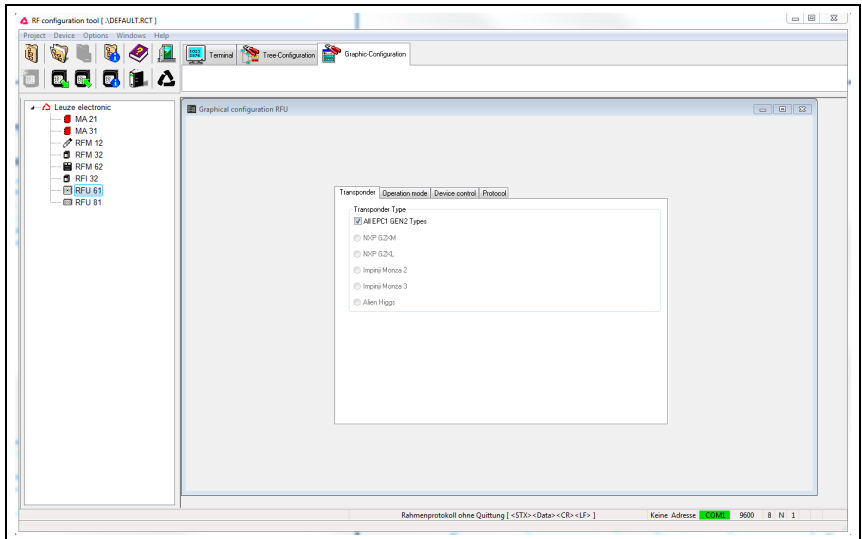 RF configuration tool [ .\DEFAULT.RCT ]
Project Device Options Windows Help
Terminal Tree-Configuration Graphic-Configuration
Leuze electronic
MA 21
MA 31
RFM 12
RFM 32
RFM 62
RFI 32
RFU 61
RFU 81
Graphical configuration RFU
Transponder Operation mode Device control Protocol
Transponder Type
All EPC1 GEN2 Types
NXP G2XM
NXP G2XL
Impinj Monza 2
Impinj Monza 3
Alien Higgs
Rahmenprotokoll ohne Quittung [ <STX><Data><CR><LF> ] Keine Adresse COM1 9600 8 N 1